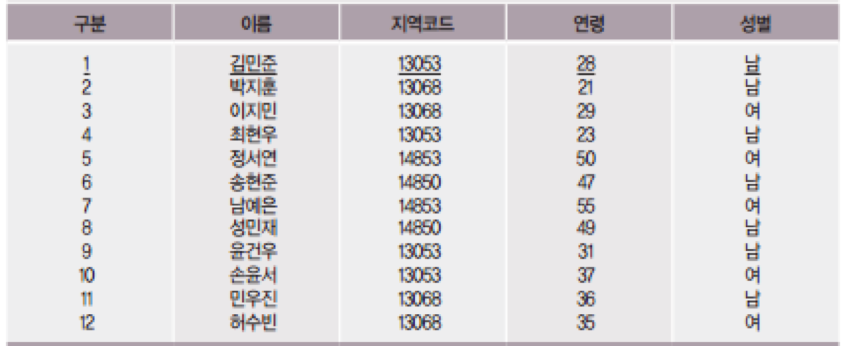 구분 이름 지역코드 연령 성별
1 김민준 13053 28 남
2 박지훈 13068 21 남
3 이지민 13068 29 여
4 최현우 13053 23 남
5 정서연 14853 50 여
6 송현준 14850 47 남
7 남예은 14853 55 여
8 성민재 14850 49 남
9 윤건우 13053 31 남
10 손윤서 13053 37 여
11 민우진 13068 36 남
12 허수빈 13068 35 여